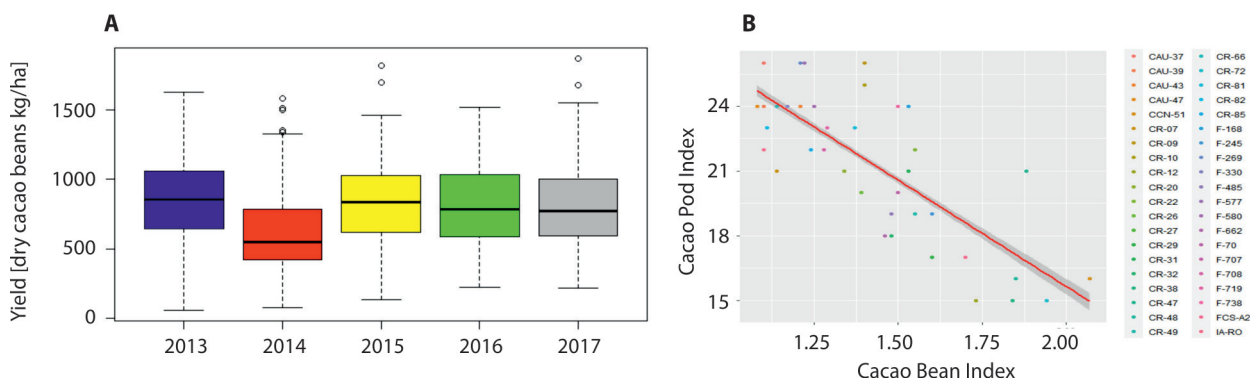 A
Yield [dry cacao beans kg/ha]
1500
1000
500
0
2013 2014 2015 2016 2017
B
Cacao Pod Index
24
21
18
15
1.25 1.50 1.75 2.00
Cacao Bean Index
CAU-37
CAU-39
CAU-43
CAU-47
CCN-51
CR-07
CR-09
CR-10
CR-12
CR-20
CR-22
CR-26
CR-27
CR-29
CR-31
CR-32
CR-38
CR-47
CR-48
CR-49
CR-66
CR-72
CR-81
CR-82
CR-85
F-168
F-245
F-269
F-330
F-485
F-577
F-580
F-662
F-70
F-707
F-708
F-719
F-738
FCS-A2
IA-RO